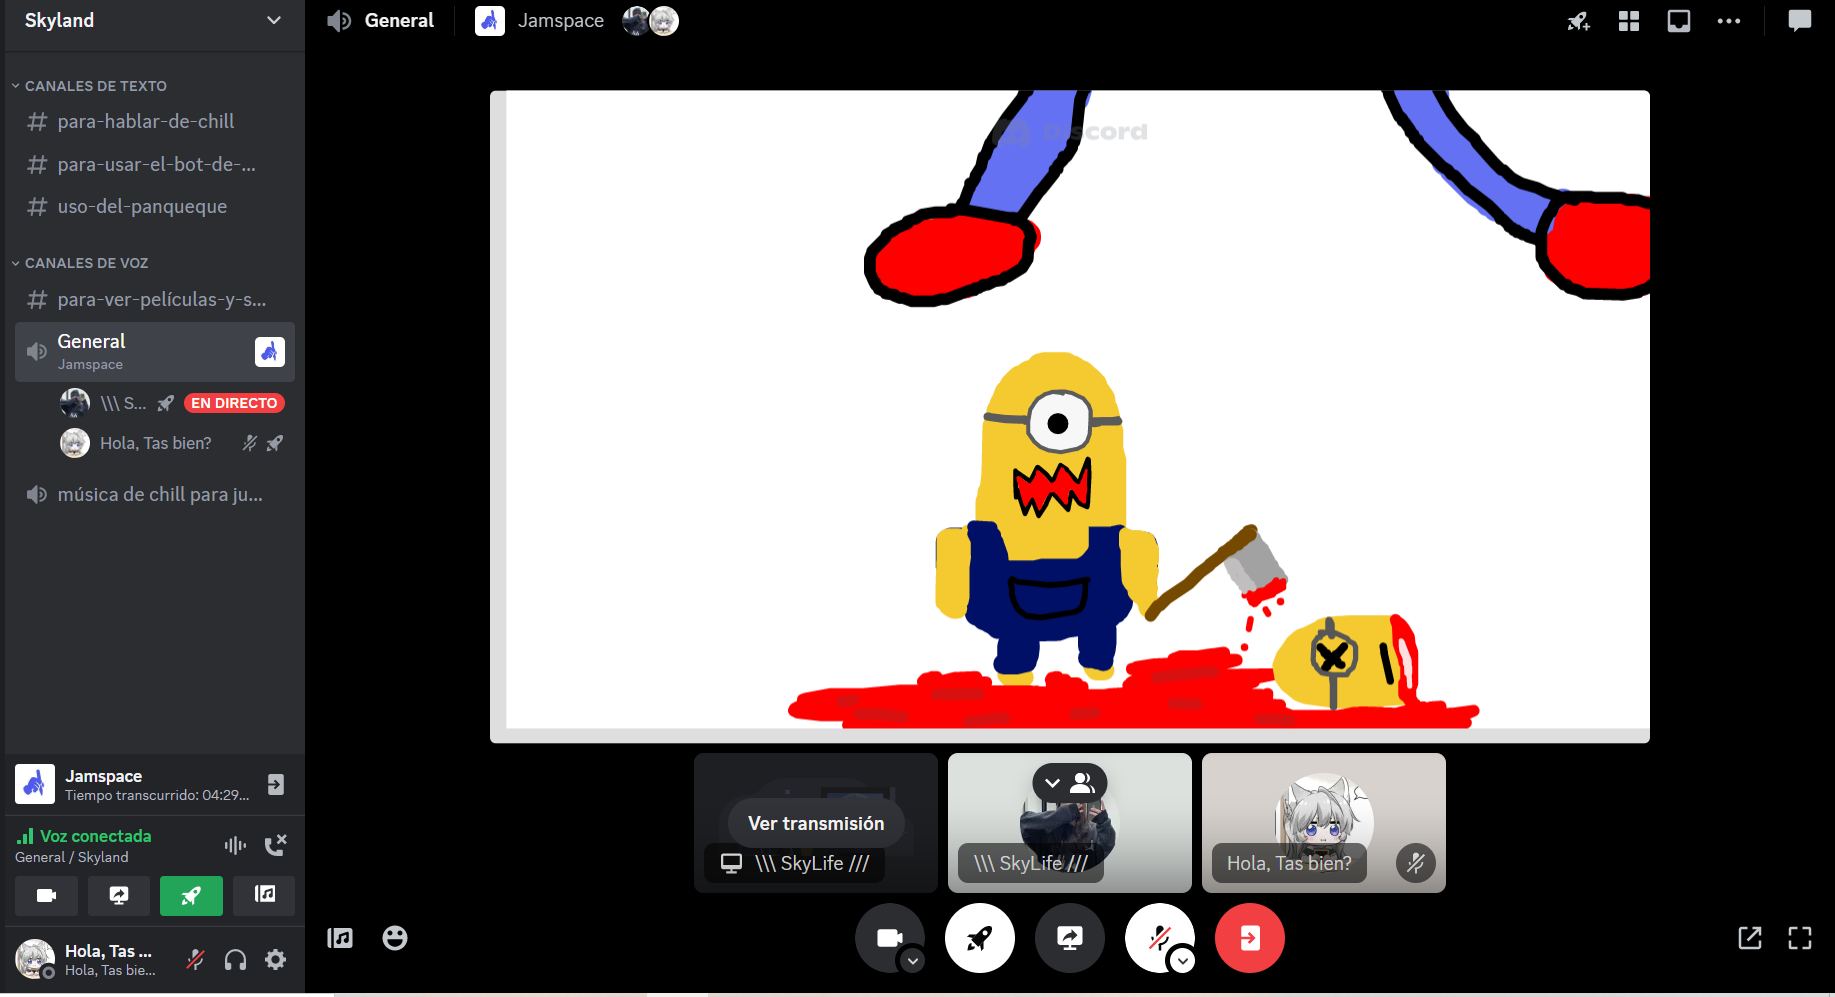 Skyland
General
Jamspace
CANALES DE TEXTO
para-hablar-de-chill
para-usar-el-bot-de-...
uso-del-panqueque
CANALES DE VOZ
para-ver-películas-y-s...
General
Jamspace
\\\ S...
EN DIRECTO
Hola, Tas bien?
música de chill para ju...
Discord
Jamspace
Tiempo transcurrido: 04:29...
Voz conectada
General / Skyland
Hola, Tas ...
Hola, Tas bie...
Ver transmisión
\\\ SkyLife ///
\\\ SkyLife ///
Hola, Tas bien?